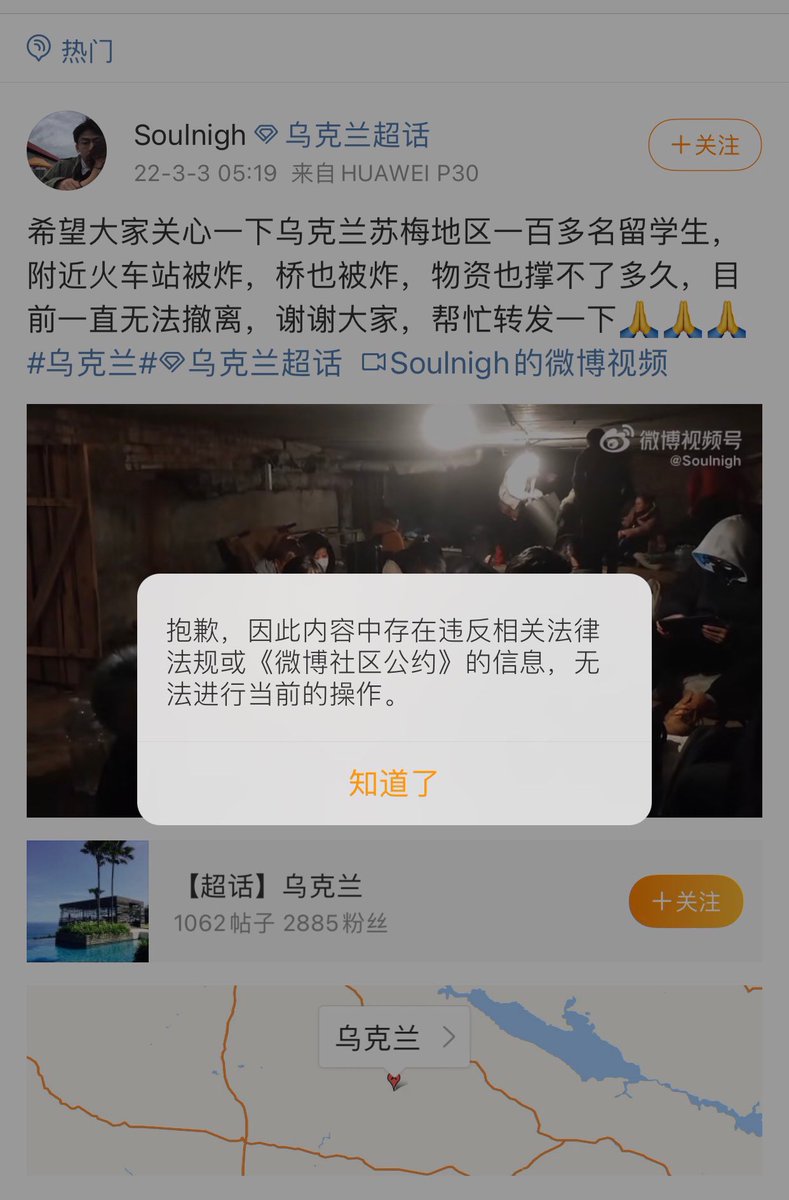 热门
Soulnigh 乌克兰超话
+关注
22-3-3 05:19 来自 HUAWEI P30
希望大家关心一下乌克兰苏梅地区一百多名留学生，
附近火车站被炸，桥也被炸，物资也撑不了多久，目
前一直无法撤离，谢谢大家，帮忙转发一下🙏🙏🙏
#乌克兰#乌克兰超话 Soulnigh的微博视频
微博视频号
@Soulnigh
抱歉，因此内容中存在违反相关法律
法规或《微博社区公约》的信息，无
法进行当前的操作。
知道了
【超话】乌克兰
1062帖子 2885粉丝
+关注
乌克兰